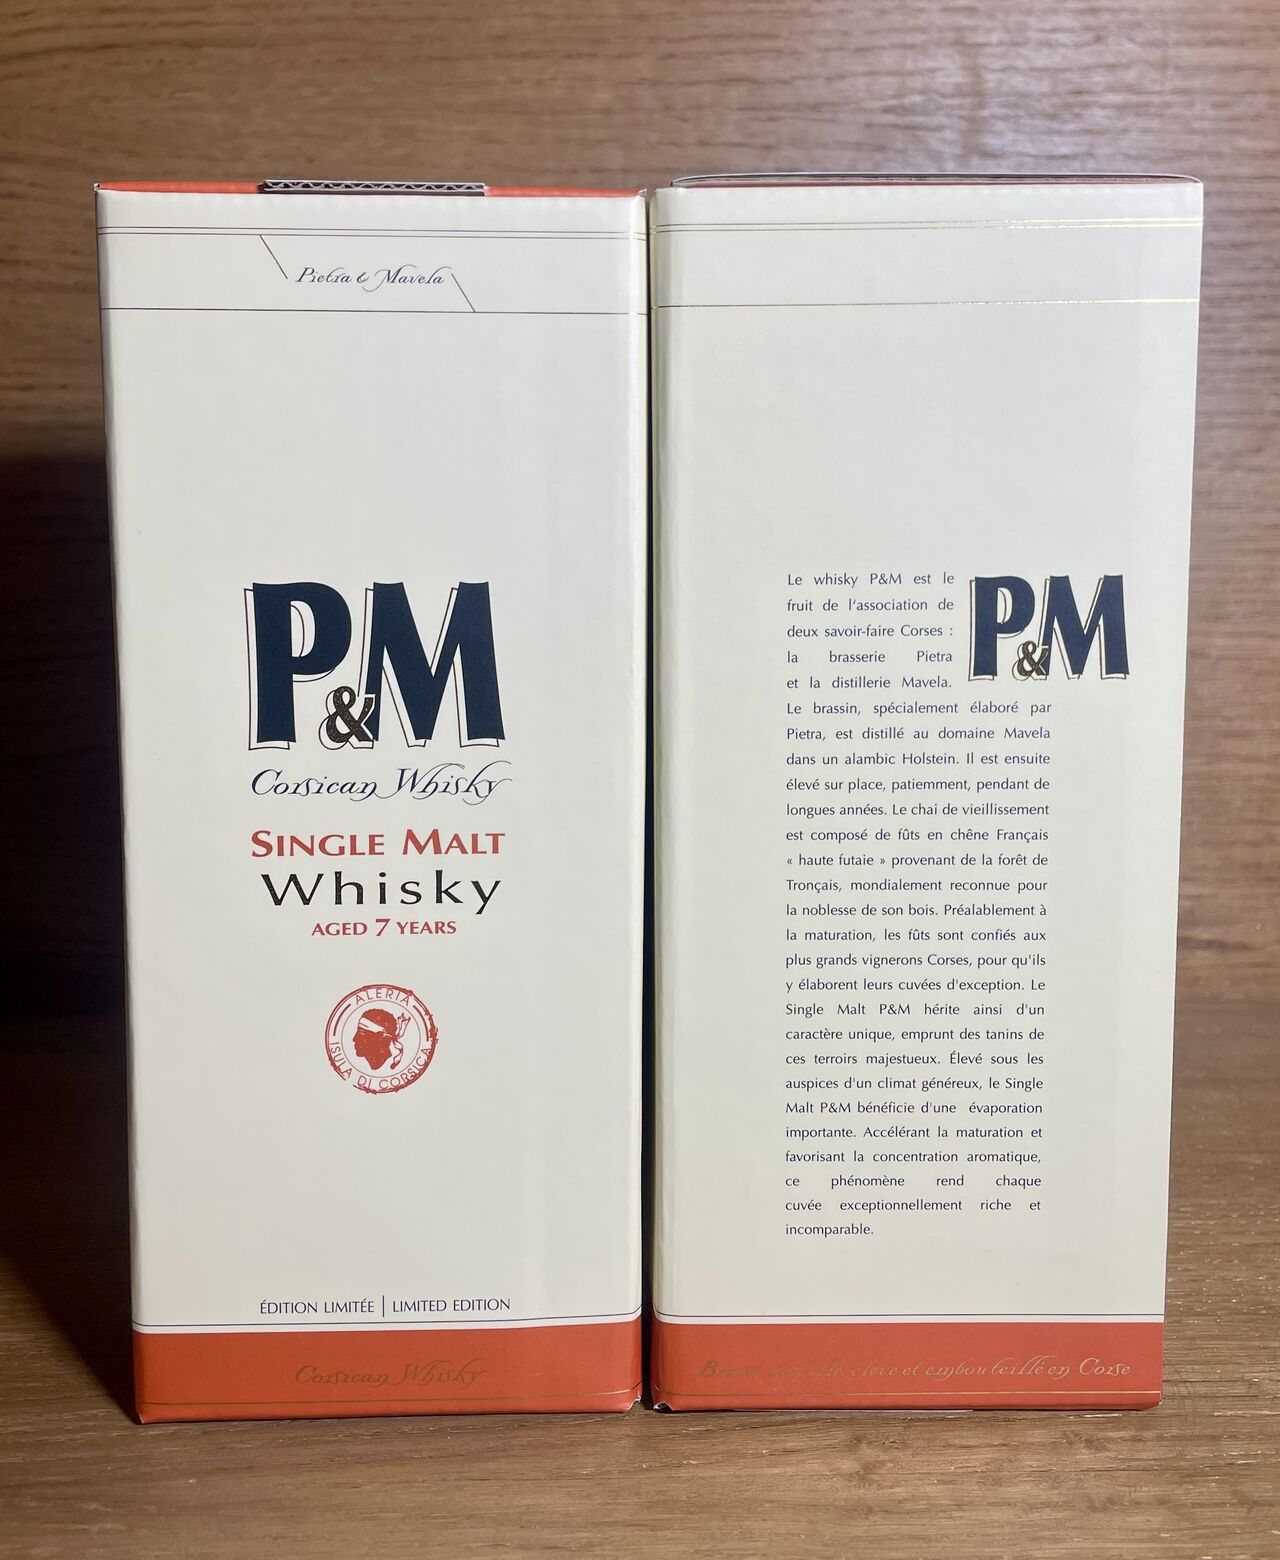 Pietra & Mavela
P&M
Corsican Whisky
SINGLE MALT
Whisky
AGED 7 YEARS
ALERIA
ISULA DI CORSICA
ÉDITION LIMITÉE | LIMITED EDITION
Corsican Whisky
Le whisky P&M est le
fruit de l'association de
deux savoir-faire Corses :
la brasserie Pietra
et la distillerie Mavela.
P&M
Le brassin, spécialement élaboré par
Pietra, est distillé au domaine Mavela
dans un alambic Holstein. Il est ensuite
élevé sur place, patiemment, pendant de
longues années. Le chai de vieillissement
est composé de fûts en chêne Français
« haute futaie » provenant de la forêt de
Tronçais, mondialement reconnue pour
la noblesse de son bois. Préalablement à
la maturation, les fûts sont confiés aux
plus grands vignerons Corses, pour qu'ils
y élaborent leurs cuvées d'exception. Le
Single Malt P&M hérite ainsi d'un
caractère unique, emprunt des tanins de
ces terroirs majestueux. Élevé sous les
auspices d'un climat généreux, le Single
Malt P&M bénéficie d'une évaporation
importante. Accélérant la maturation et
favorisant la concentration aromatique,
ce phénomène rend chaque
cuvée exceptionnellement riche et
incomparable.
élevé et embouteillé en Corse